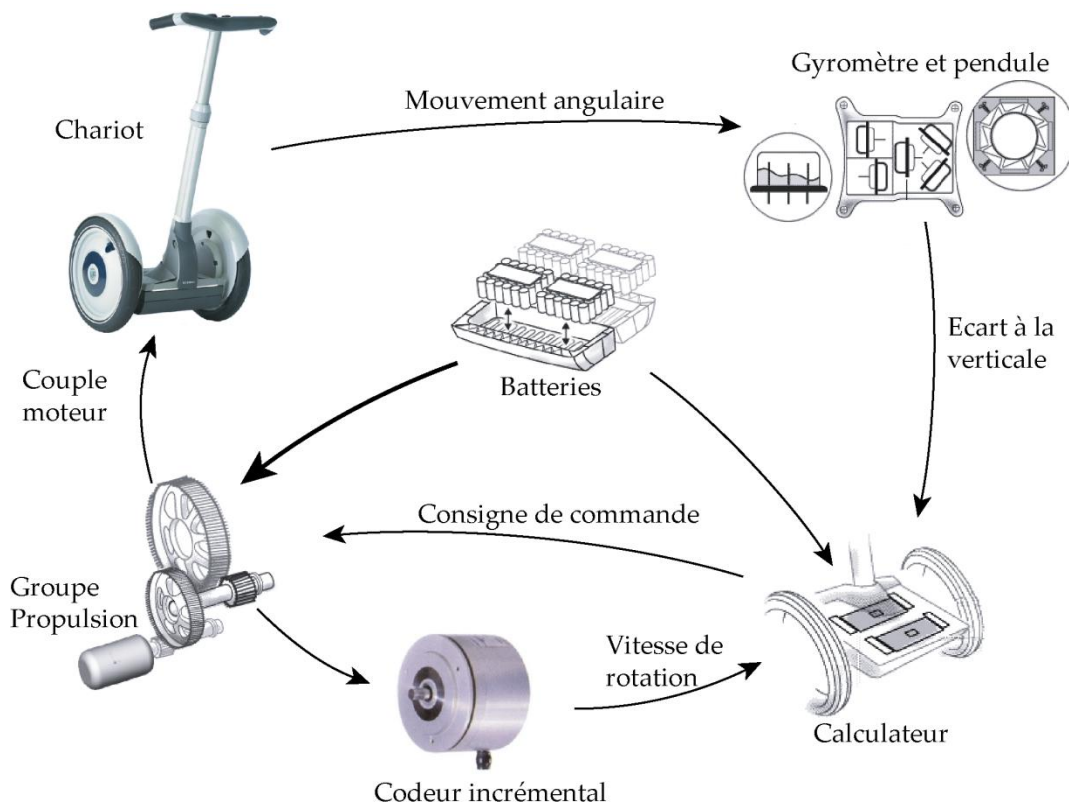 Gyromètre et pendule
Mouvement angulaire
Chariot
Ecart à la
verticale
Batteries
Couple
moteur
Consigne de commande
Groupe
Propulsion
Vitesse de
rotation
Calculateur
Codeur incrémental